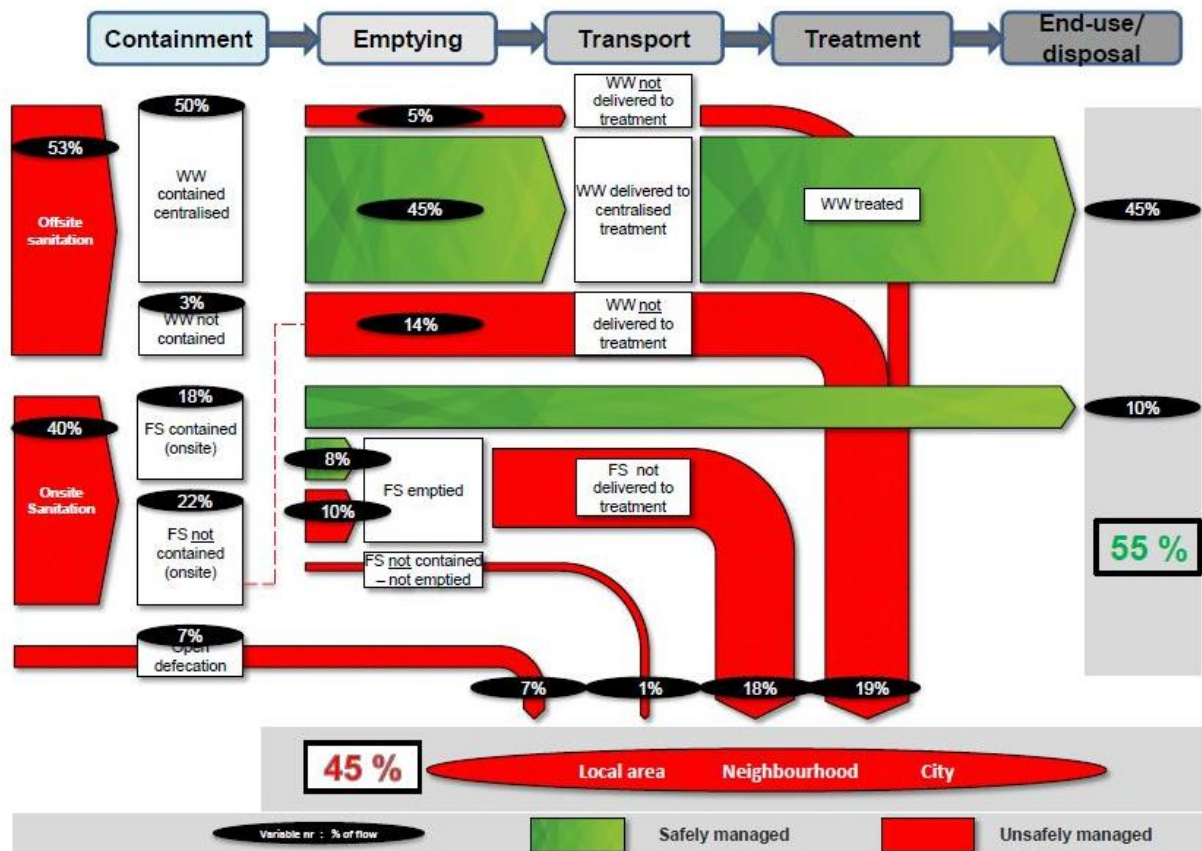 Containment
Emptying
Transport
Treatment
End-use/
disposal
53%
Offsite
sanitation
50%
WW
contained
centralised
3%
WW not
contained
5%
WW not
delivered to
treatment
45%
WW delivered to
centralised
treatment
WW treated
45%
14%
WW not
delivered to
treatment
10%
40%
Onsite
Sanitation
18%
FS contained
(onsite)
22%
FS not
contained
(onsite)
8%
10%
FS emptied
FS not
delivered to
treatment
FS not contained
– not emptied
55 %
7%
Open
defecation
7%
1%
18%
19%
45 %
Local area
Neighbourhood
City
Variable nr : % of flow
Safely managed
Unsafely managed